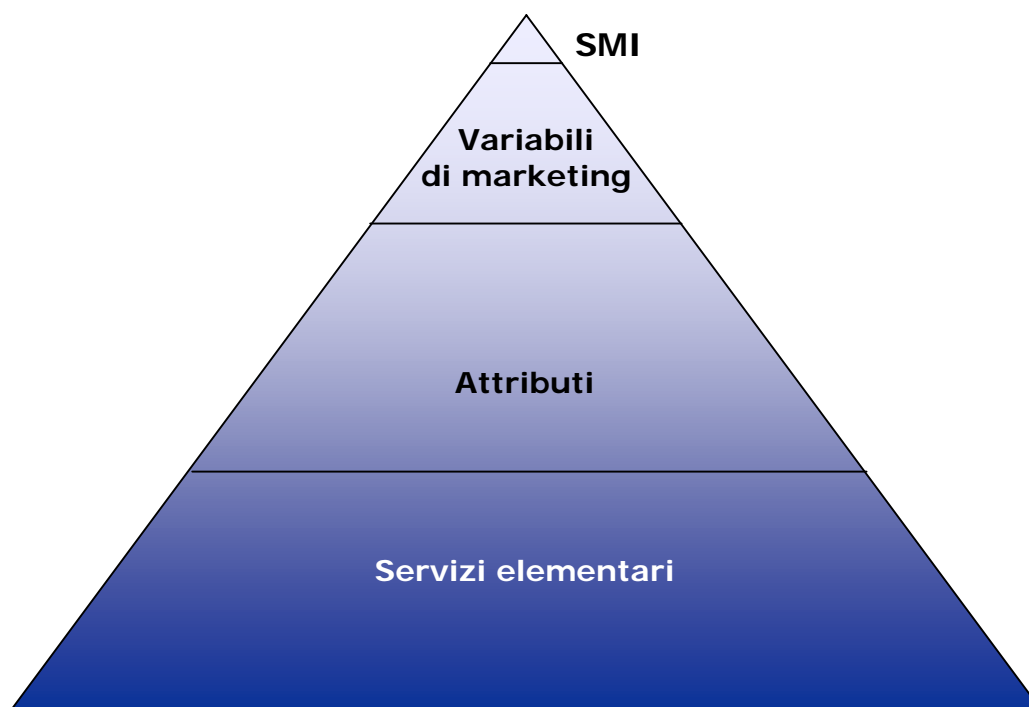 SMI
Variabili
di marketing
Attributi
Servizi elementari